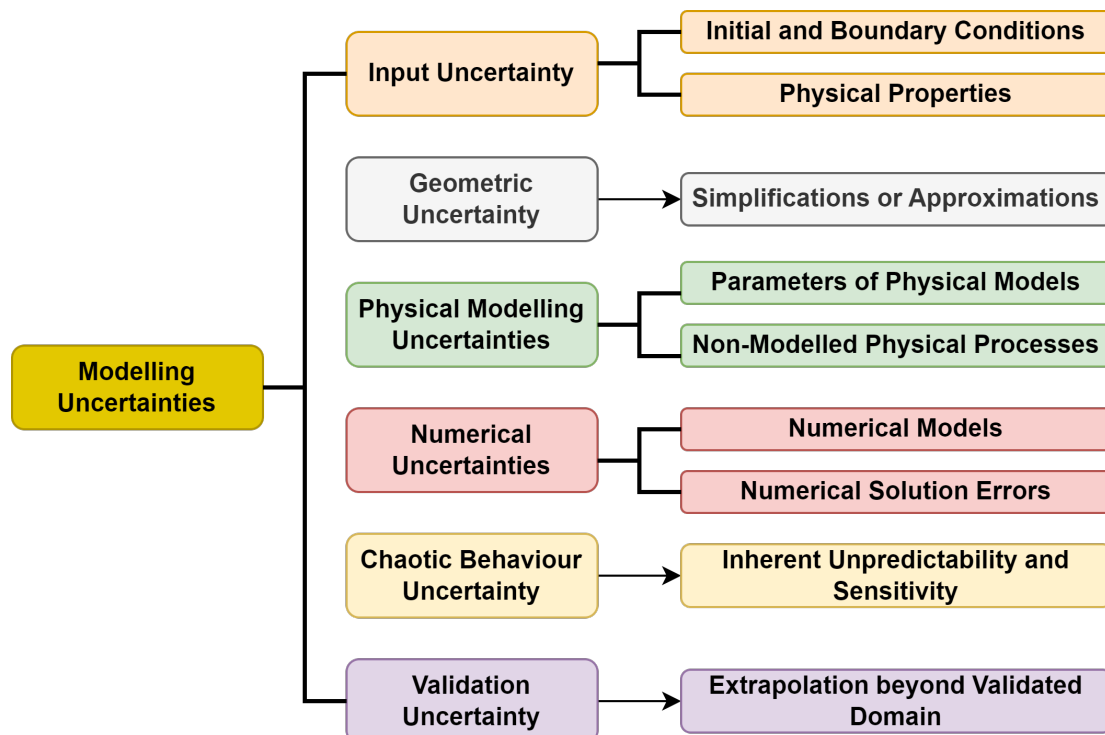 Initial and Boundary Conditions
Input Uncertainty
Physical Properties
Geometric
Uncertainty
Simplifications or Approximations
Parameters of Physical Models
Physical Modelling
Uncertainties
Non-Modelled Physical Processes
Modelling
Uncertainties
Numerical Models
Numerical
Uncertainties
Numerical Solution Errors
Chaotic Behaviour
Uncertainty
Inherent Unpredictability and
Sensitivity
Validation
Uncertainty
Extrapolation beyond Validated
Domain